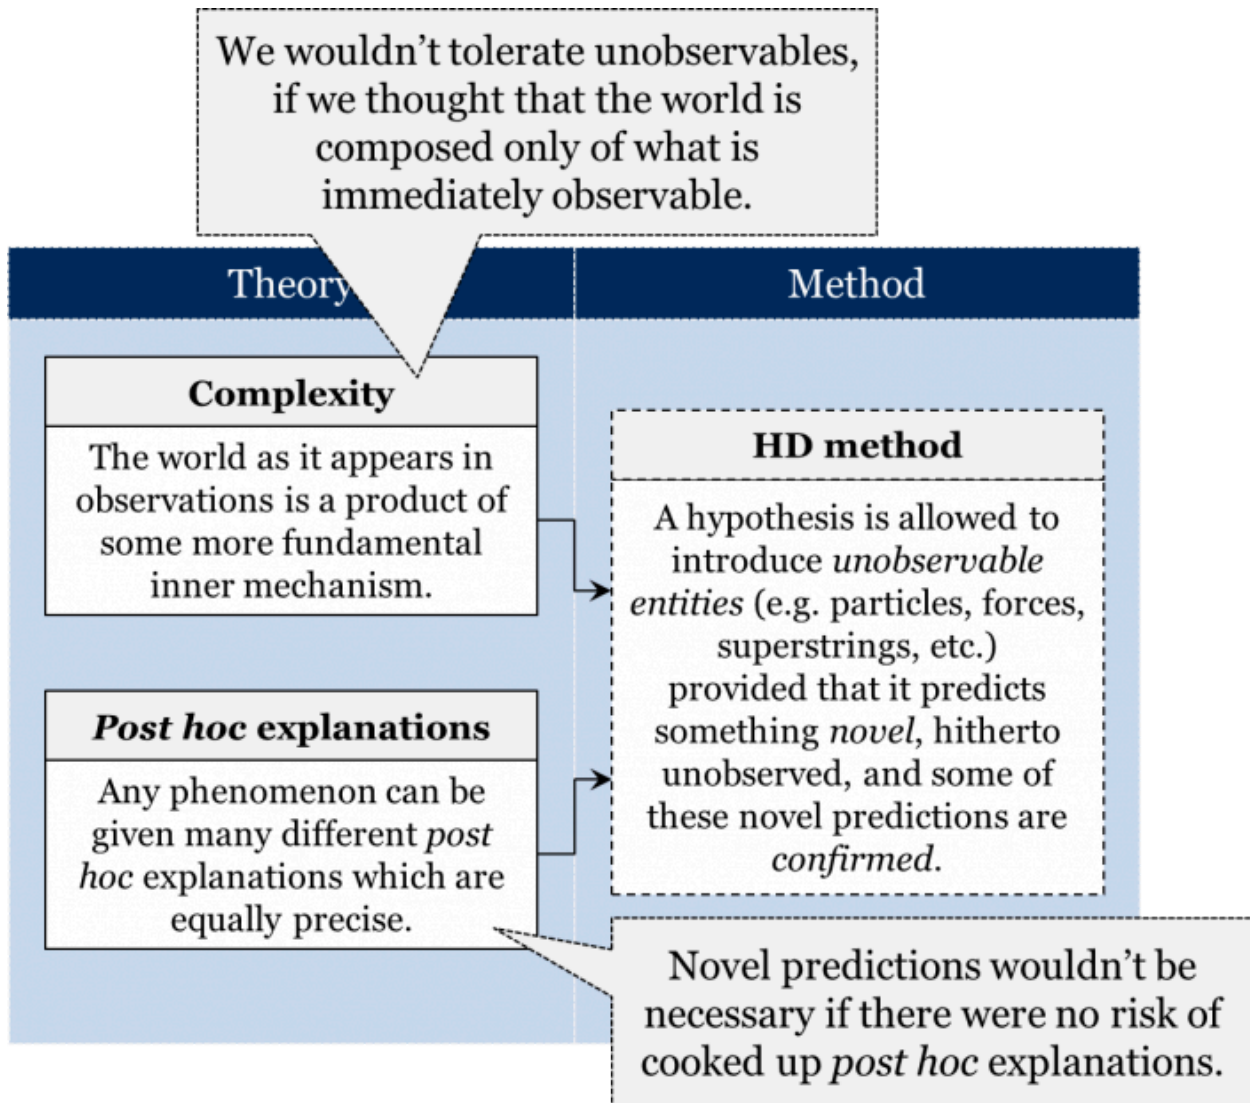 We wouldn't tolerate unobservables,
if we thought that the world is
composed only of what is
immediately observable.
Theory
Method
Complexity
The world as it appears in
observations is a product of
some more fundamental
inner mechanism.
Post hoc explanations
Any phenomenon can be
given many different post
hoc explanations which are
equally precise.
HD method
A hypothesis is allowed to
introduce unobservable
entities (e.g. particles, forces,
superstrings, etc.)
provided that it predicts
something novel, hitherto
unobserved, and some of
these novel predictions are
confirmed.
Novel predictions wouldn't be
necessary if there were no risk of
cooked up post hoc explanations.